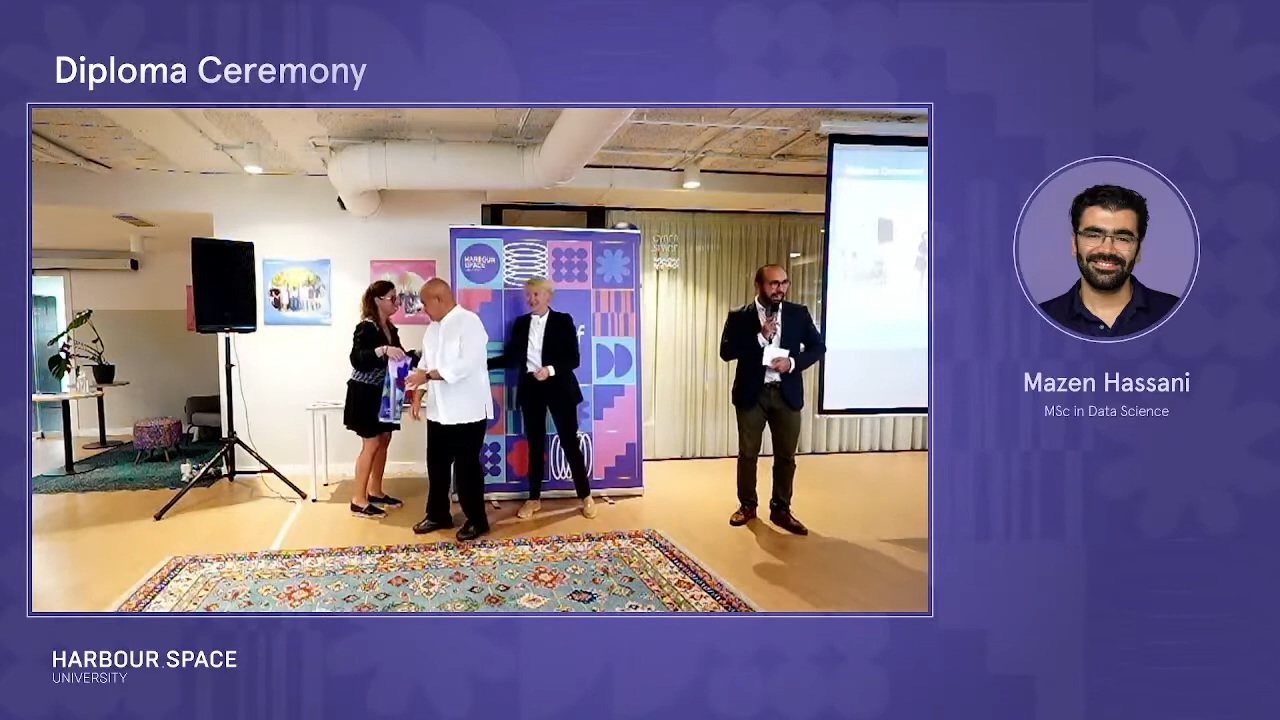 Diploma Ceremony
HARBOUR
SPACE
Mazen Hassani
MSc in Data Science
HARBOUR.SPACE
UNIVERSITY